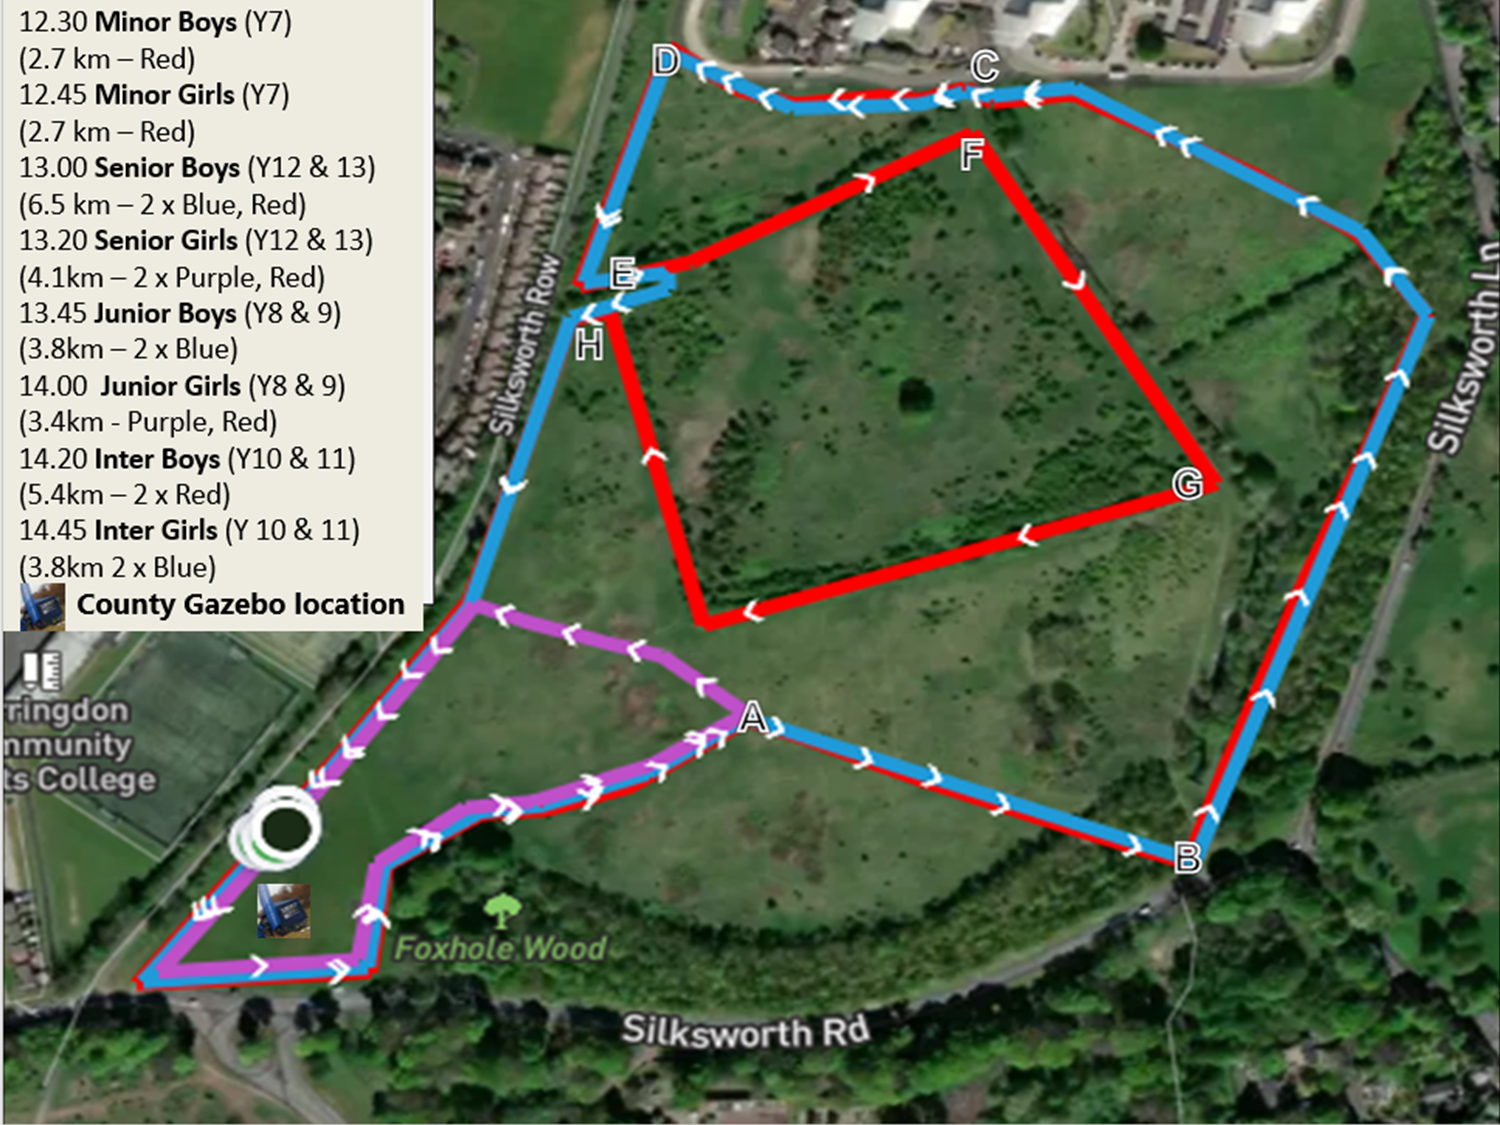 12.30 Minor Boys (Y7)
(2.7 km – Red)
12.45 Minor Girls (Y7)
(2.7 km – Red)
13.00 Senior Boys (Y12 & 13)
(6.5 km – 2 x Blue, Red)
13.20 Senior Girls (Y12 & 13)
(4.1km – 2 x Purple, Red)
13.45 Junior Boys (Y8 & 9)
(3.8km – 2 x Blue)
14.00 Junior Girls (Y8 & 9)
(3.4km - Purple, Red)
14.20 Inter Boys (Y10 & 11)
(5.4km – 2 x Red)
14.45 Inter Girls (Y 10 & 11)
(3.8km 2 x Blue)
County Gazebo location
D
C
F
E
H
G
A
B
Silksworth Row
Silksworth Ln
rringdon
mmunity
ts College
Foxhole Wood
Silksworth Rd